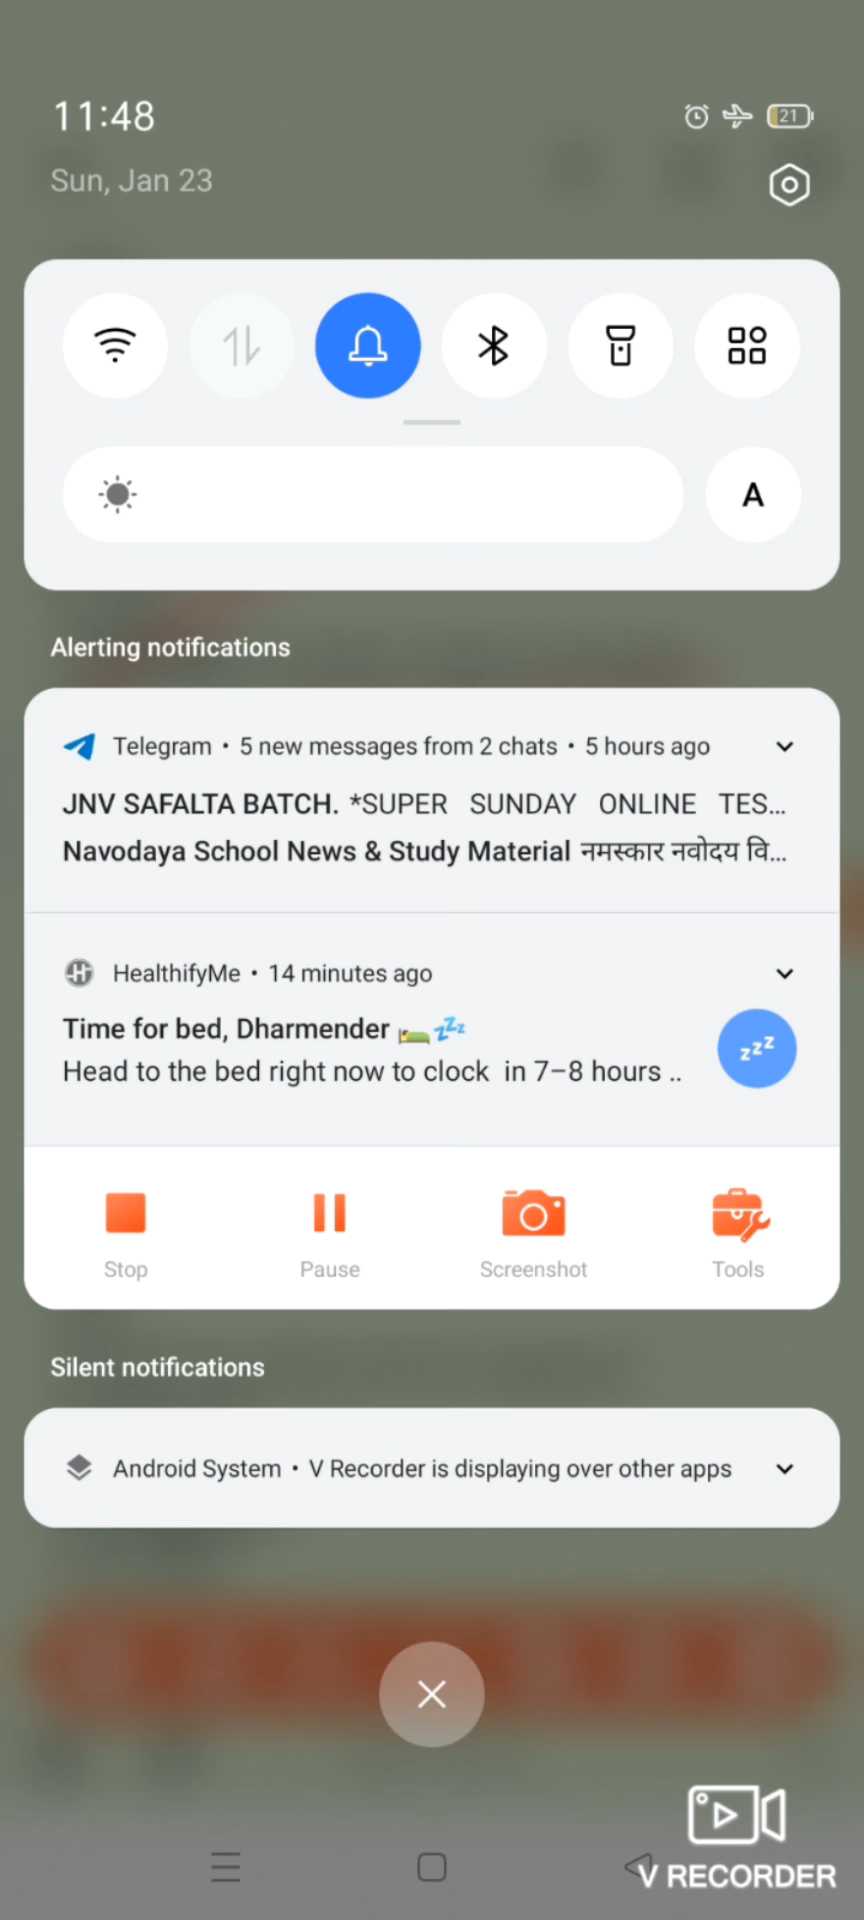 11:48
21
Sun, Jan 23
A
Alerting notifications
Telegram • 5 new messages from 2 chats • 5 hours ago
JNV SAFALTA BATCH. *SUPER SUNDAY ONLINE TES...
Navodaya School News & Study Material नमस्कार नवोदय वि...
HealthifyMe • 14 minutes ago
Time for bed, Dharmender 🛌💤
Head to the bed right now to clock in 7–8 hours ..
zzz
Stop Pause Screenshot Tools
Silent notifications
Android System • V Recorder is displaying over other apps
V RECORDER